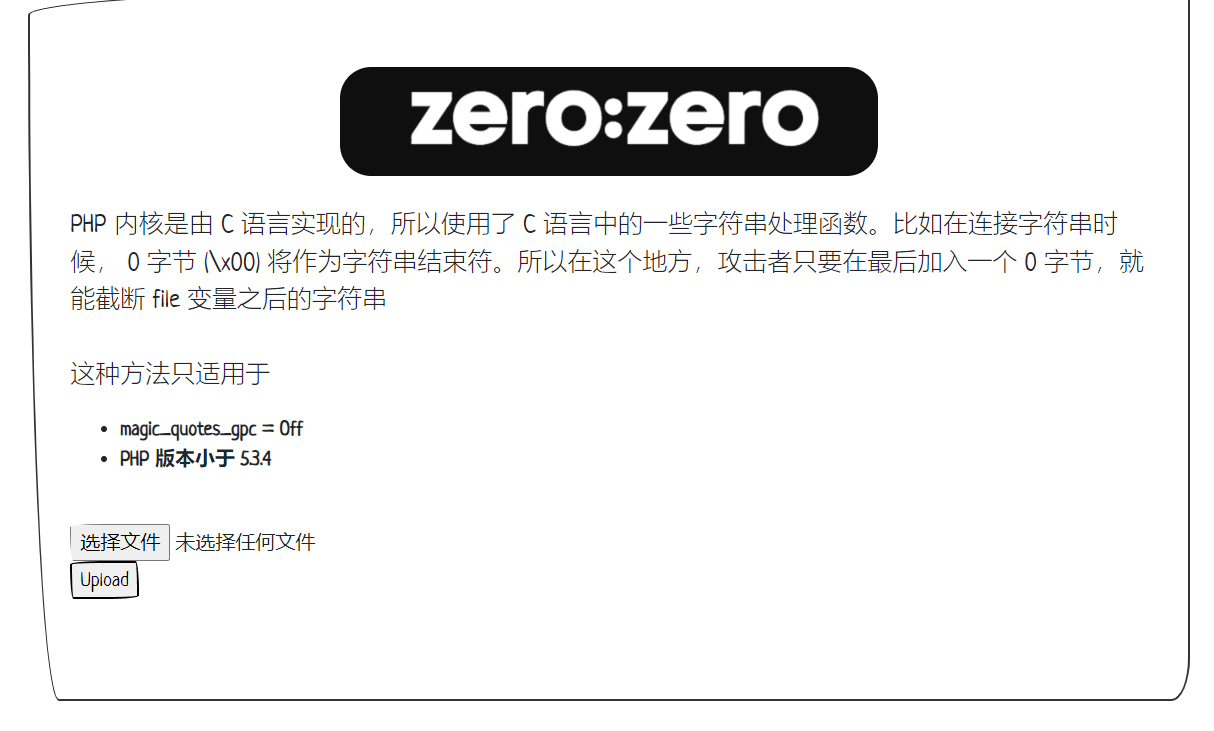 zero:zero
PHP 内核是由 C 语言实现的，所以使用了 C 语言中的一些字符串处理函数。比如在连接字符串时
候， 0 字节 (\x00) 将作为字符串结束符。所以在这个地方，攻击者只要在最后加入一个 0 字节，就
能截断 file 变量之后的字符串
这种方法只适用于
• magic_quotes_gpc = Off
• PHP 版本小于 5.3.4
选择文件 未选择任何文件
Upload